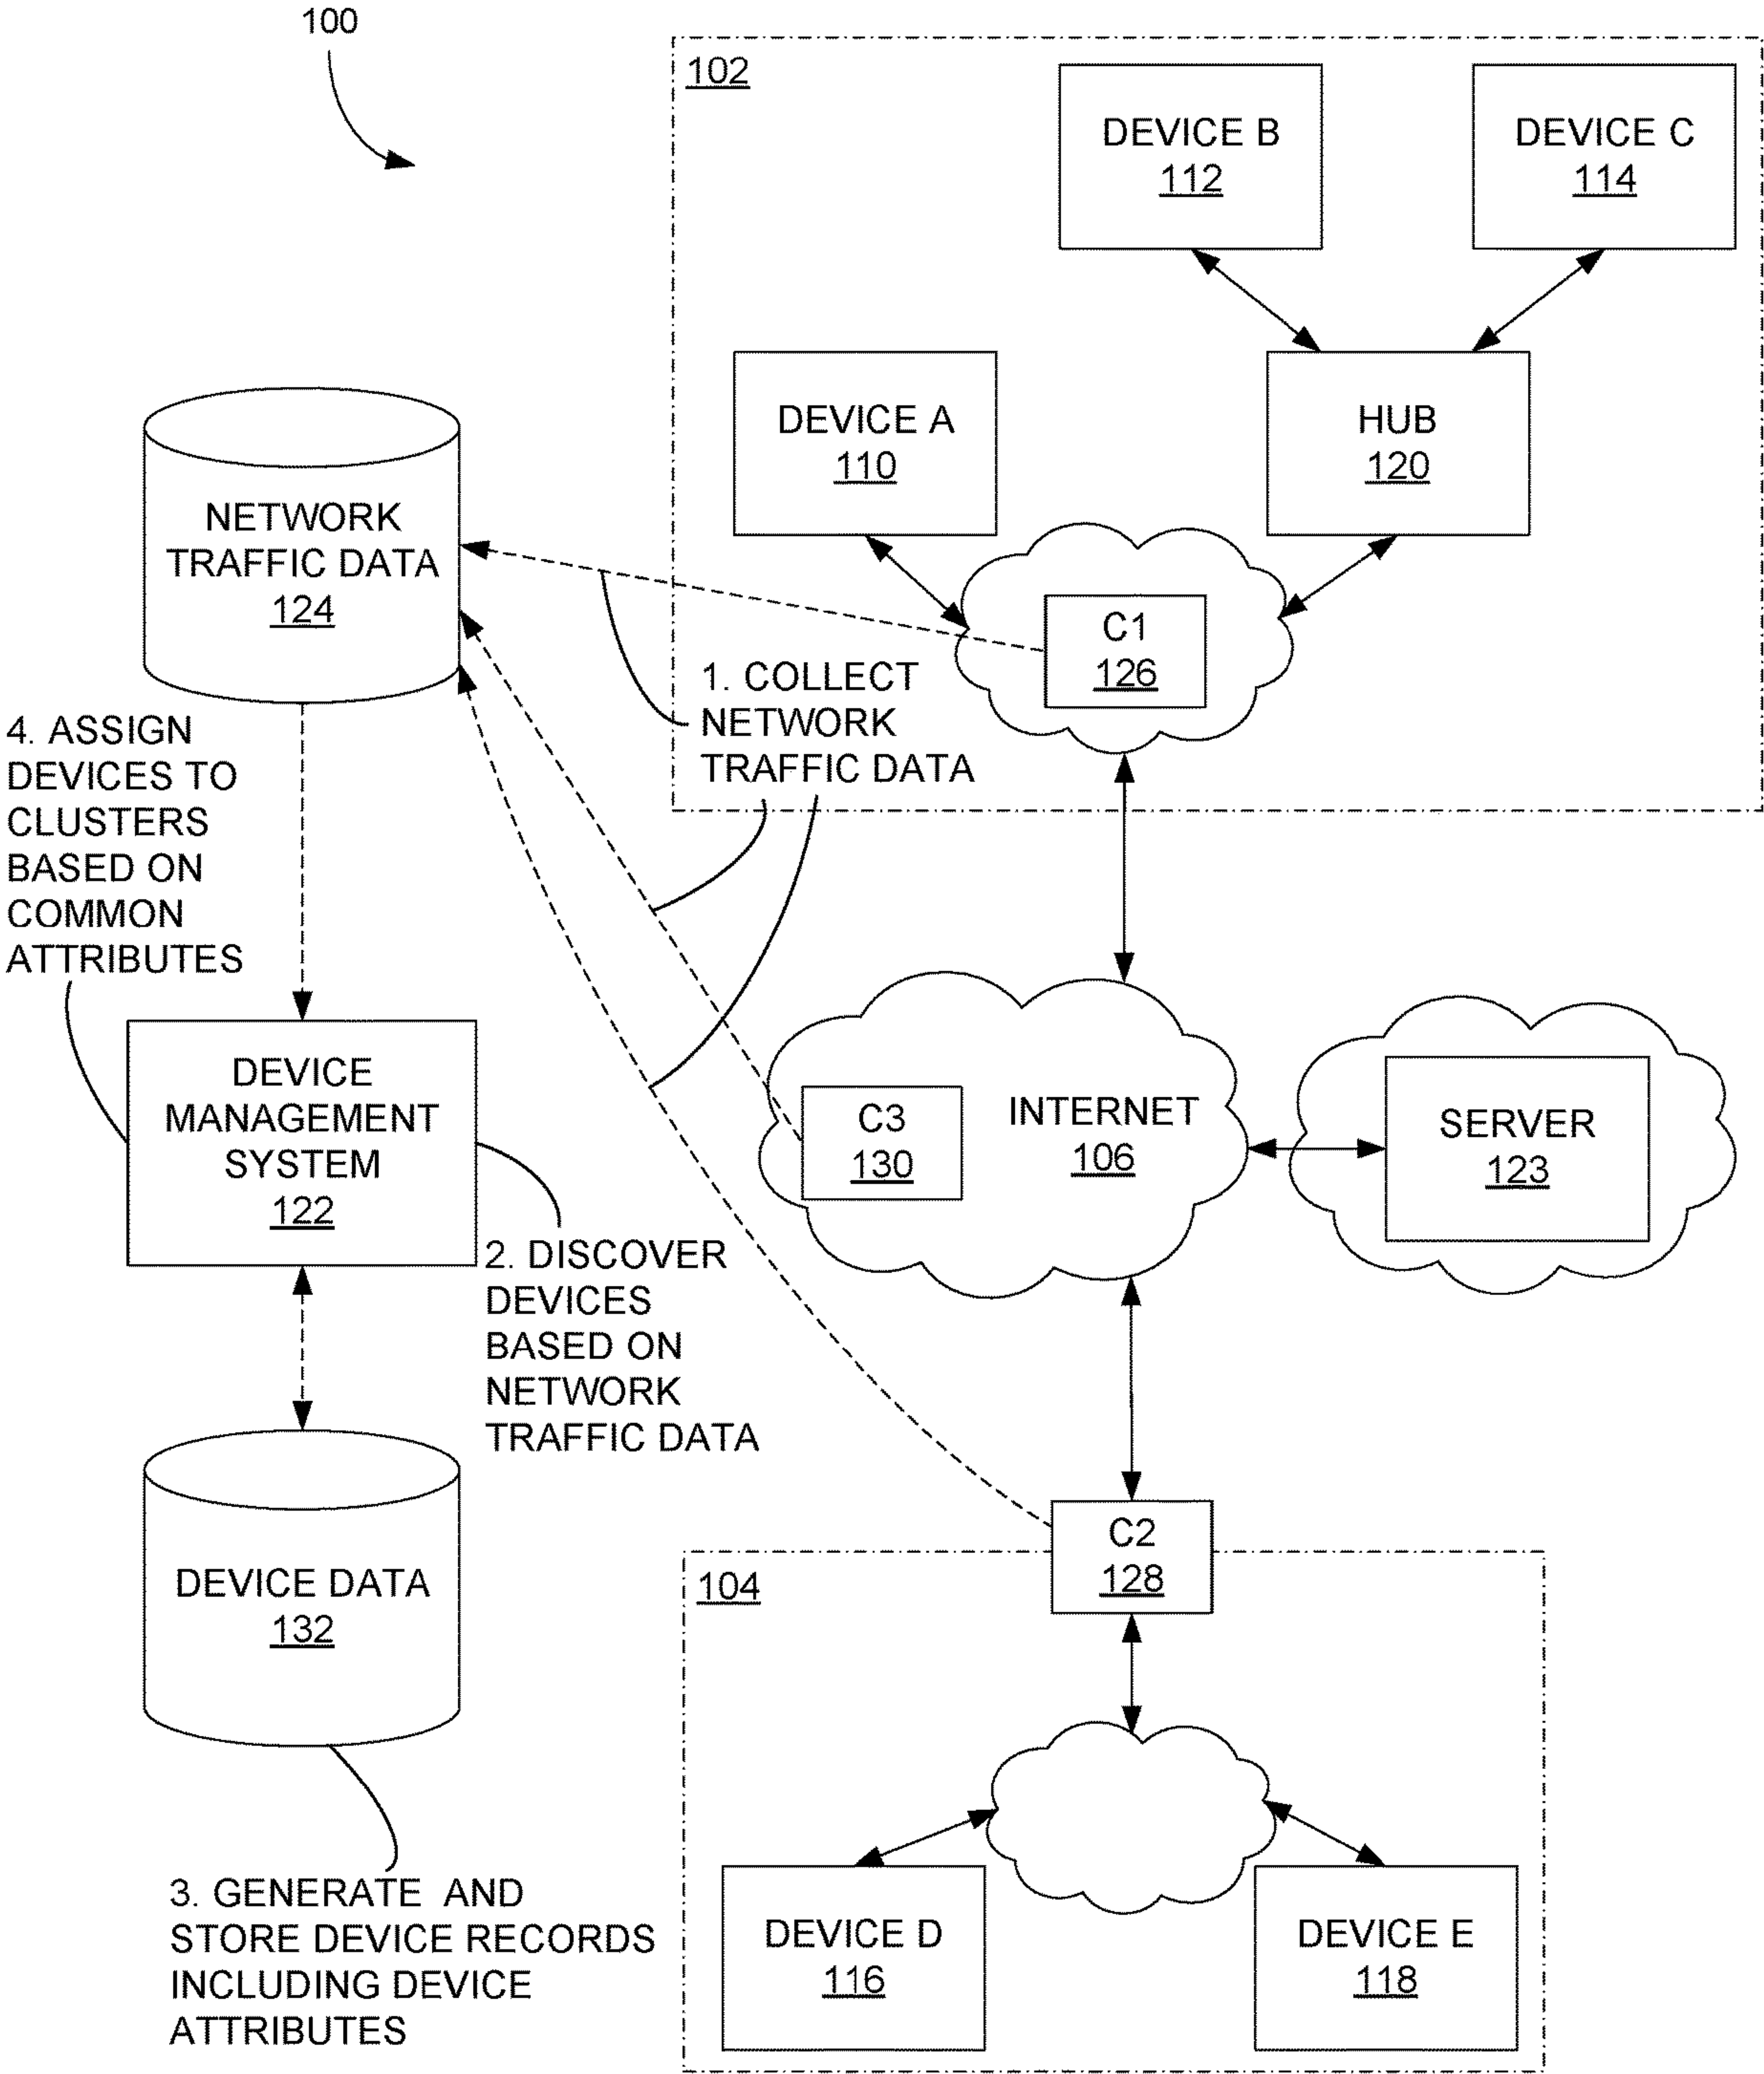 100
102
DEVICE B
112
DEVICE C
114
DEVICE A
110
HUB
120
NETWORK
TRAFFIC DATA
124
C1
126
1. COLLECT
NETWORK
TRAFFIC DATA
4. ASSIGN
DEVICES TO
CLUSTERS
BASED ON
COMMON
ATTRIBUTES
DEVICE
MANAGEMENT
SYSTEM
122
C3
130
INTERNET
106
SERVER
123
2. DISCOVER
DEVICES
BASED ON
NETWORK
TRAFFIC DATA
DEVICE DATA
132
C2
128
104
3. GENERATE AND
STORE DEVICE RECORDS
INCLUDING DEVICE
ATTRIBUTES
DEVICE D
116
DEVICE E
118